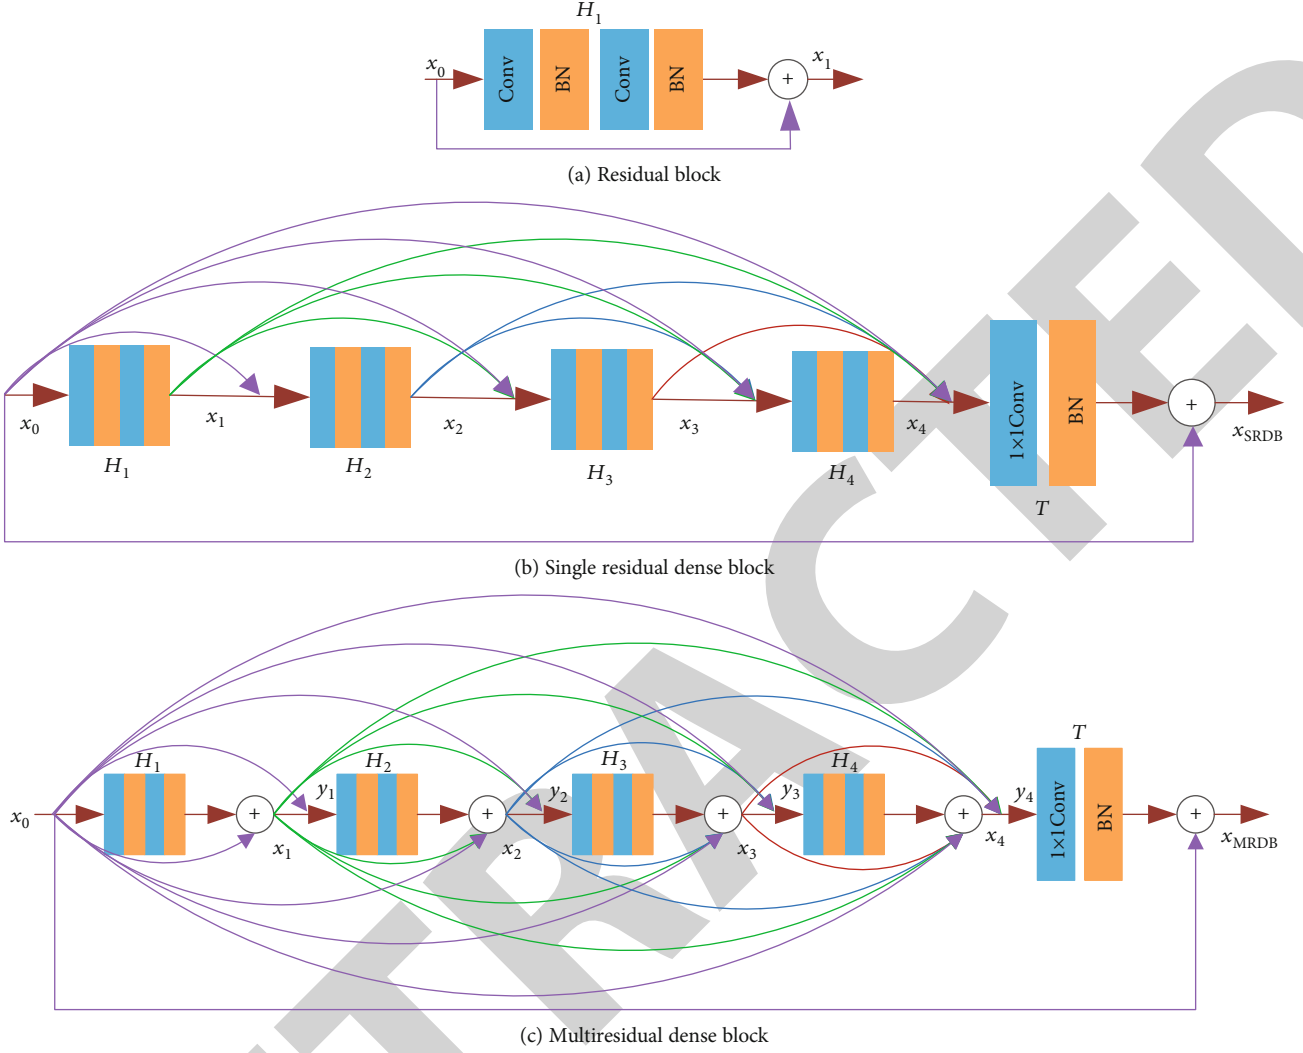 H1
x0 Conv BN Conv BN + x1
(a) Residual block
x0 H1 x1 H2 x2 H3 x3 H4 x4 1×1Conv BN T + xSRDB
(b) Single residual dense block
x0 H1 + x1 y1 H2 + x2 y2 H3 + x3 y3 H4 + x4 y4 T 1×1Conv BN + xMRDB
(c) Multiresidual dense block
TRACTED